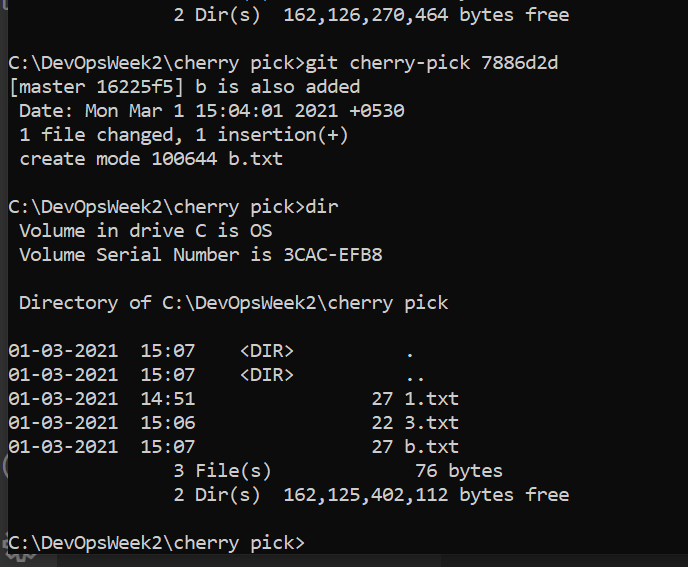 2 Dir(s)  162,126,270,464 bytes free
C:\DevOpsWeek2\cherry pick>git cherry-pick 7886d2d
[master 16225f5] b is also added
Date: Mon Mar 1 15:04:01 2021 +0530
1 file changed, 1 insertion(+)
create mode 100644 b.txt
C:\DevOpsWeek2\cherry pick>dir
Volume in drive C is OS
Volume Serial Number is 3CAC-EFB8
Directory of C:\DevOpsWeek2\cherry pick
01-03-2021  15:07    <DIR>          .
01-03-2021  15:07    <DIR>          ..
01-03-2021  14:51                27 1.txt
01-03-2021  15:06                22 3.txt
01-03-2021  15:07                27 b.txt
3 File(s)             76 bytes
2 Dir(s)  162,125,402,112 bytes free
C:\DevOpsWeek2\cherry pick>